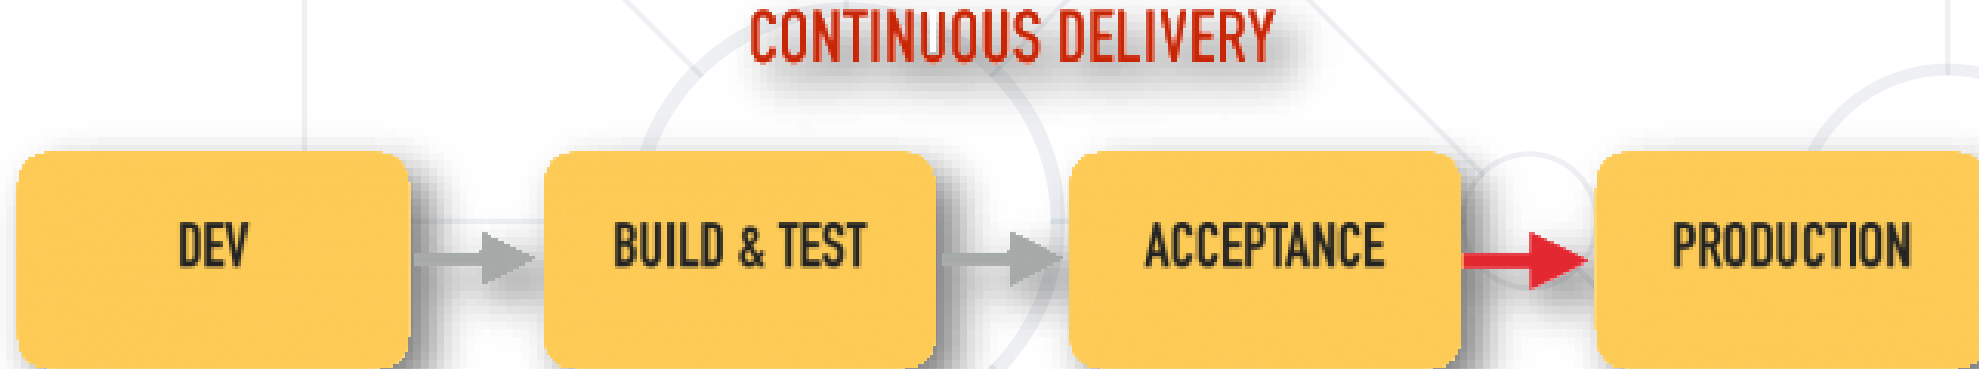 CONTINUOUS DELIVERY
DEV
BUILD & TEST
ACCEPTANCE
PRODUCTION